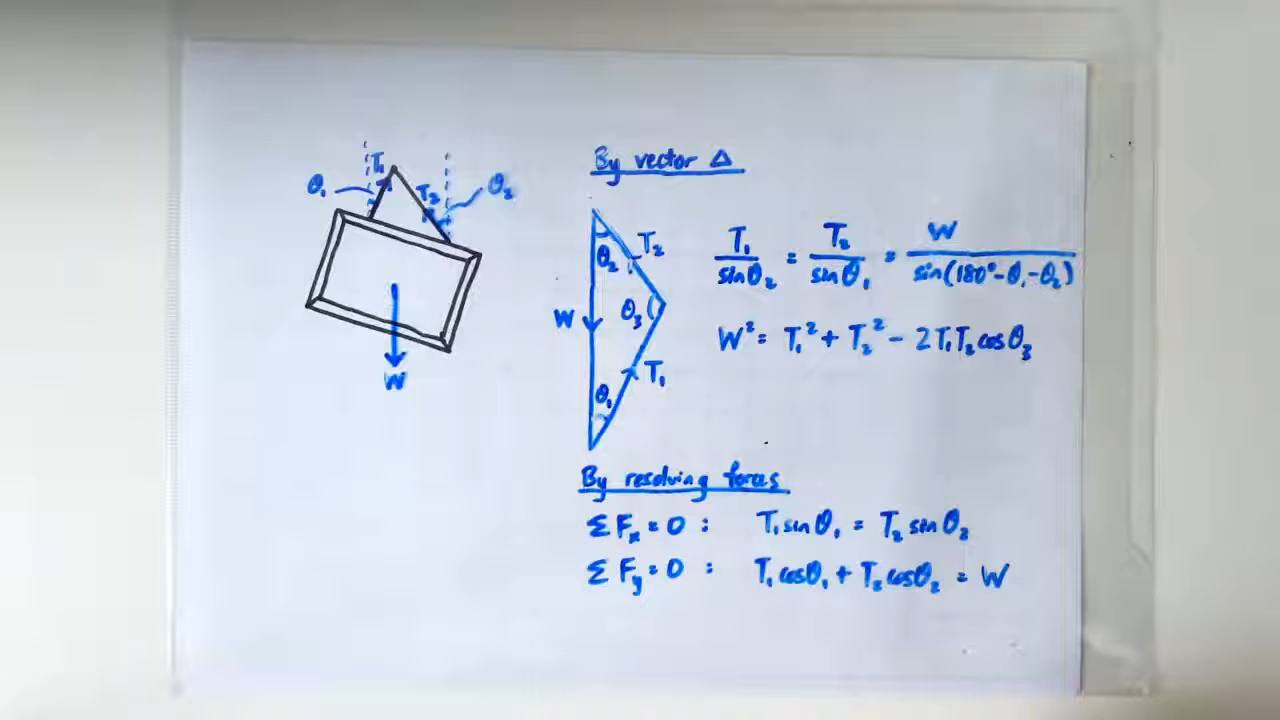 T₁
θ₁
T₂
θ₂
W
By vector Δ
θ₂
T₂
W
θ₃
T₁
θ₁
T₁/sinθ₂ = T₂/sinθ₁ = W/sin(180°-θ₁-θ₂)
W² = T₁² + T₂² - 2T₁T₂cosθ₃
By resolving forces
ΣFₓ = 0 : T₁sinθ₁ = T₂sinθ₂
ΣF_y = 0 : T₁cosθ₁ + T₂cosθ₂ = W